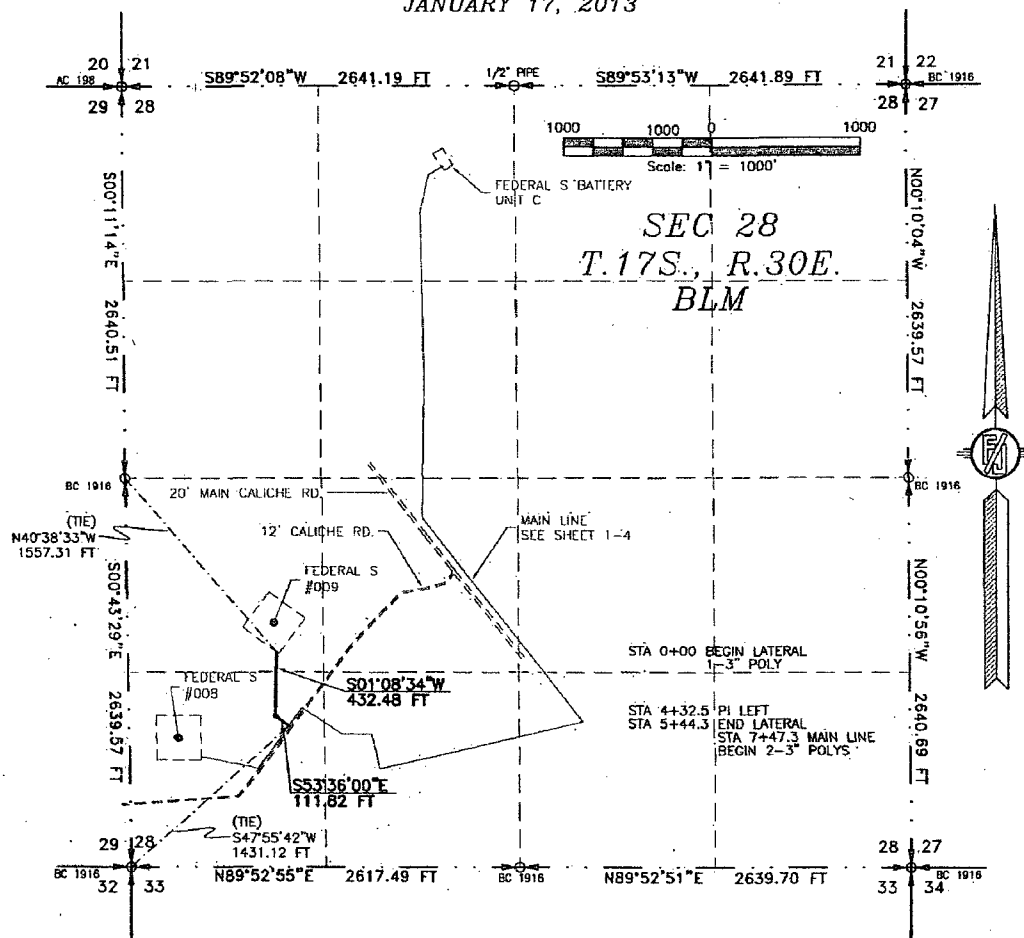 JANUARY 17, 2013
20 21
AC 198
29 28
S89°52'08"W 2641.19 FT
1/2" PIPE
S89°53'13"W 2641.89 FT
21 22
BC 1916
28 27
1000 1000 0 1000
Scale: 1" = 1000'
FEDERAL S BATTERY
UNIT C
SEC 28
T.17S., R.30E.
BLM
S00°11'14"E 2640.51 FT
N00°10'04"W 2639.57 FT
BC 1916
BC 1916
20' MAIN CALICHE RD.
(TIE)
N40°38'33"W
1557.31 FT
12' CALICHE RD.
MAIN LINE
SEE SHEET 1-4
FEDERAL S
#009
S00°43'29"E 2639.57 FT
N00°10'56"W 2640.69 FT
STA 0+00 BEGIN LATERAL
1-3" POLY
FEDERAL S
#008
S01°08'34"W
432.48 FT
STA 4+32.5 PI LEFT
STA 5+44.3 END LATERAL
STA 7+47.3 MAIN LINE
BEGIN 2-3" POLYS
S53°36'00"E
111.82 FT
(TIE)
S47°55'42"W
1431.12 FT
29 28
BC 1916
32 33
N89°52'55"E 2617.49 FT
BC 1916
N89°52'51"E 2639.70 FT
28 27
BC 1916
33 34